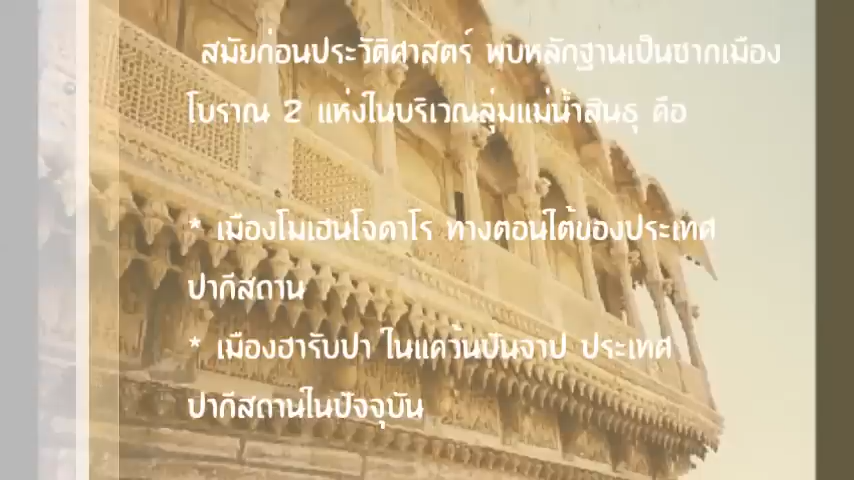 สมัยก่อนประวัติศาสตร์ พบหลักฐานเป็นซากเมือง
โบราณ 2 แห่งในบริเวณลุ่มแม่น้ำสินธุ คือ
* เมืองโมเฮนโจดาโร ทางตอนใต้ของประเทศ
ปากีสถาน
* เมืองฮารับปา ในแคว้นปันจาป ประเทศ
ปากีสถานในปัจจุบัน